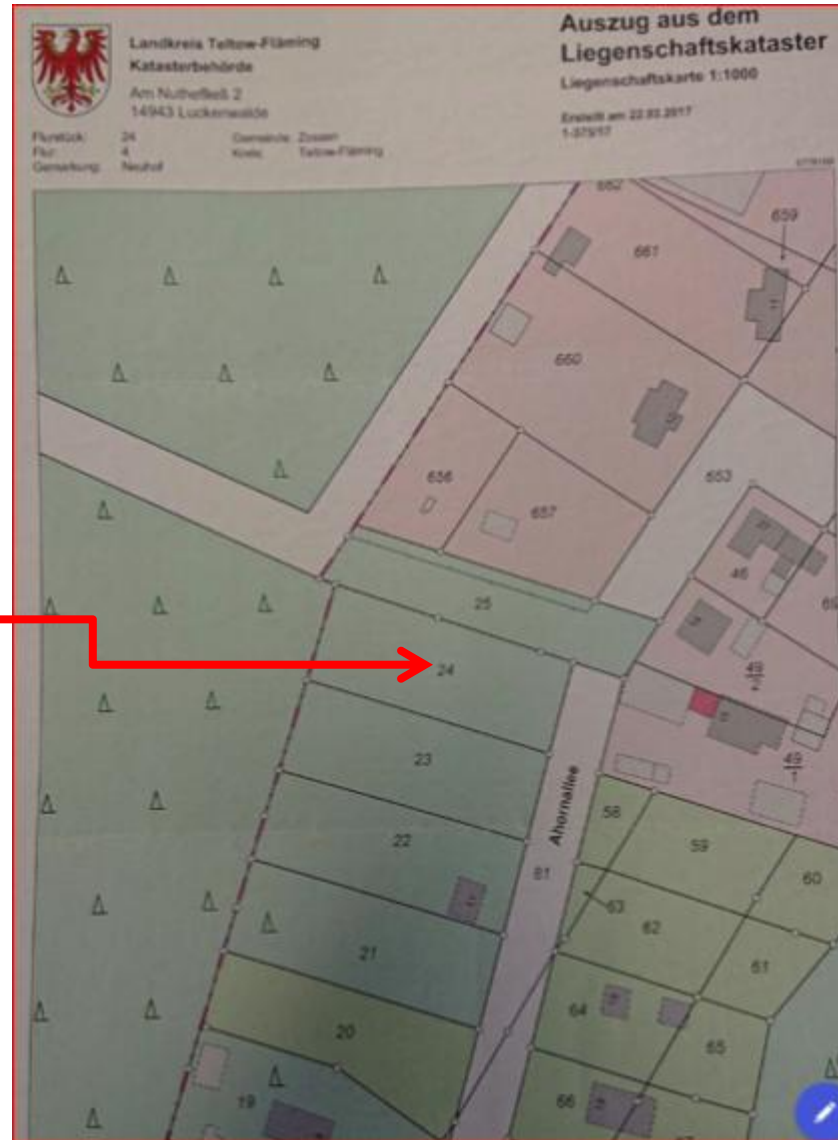 Landkreis Teltow-Fläming
Katasterbehörde
Am Nuthefließ 2
14943 Luckenwalde
Auszug aus dem
Liegenschaftskataster
Liegenschaftskarte 1:1000
Erstellt am 22.03.2017
Flurstück: 24
Flur: 4
Gemarkung: Neuhof
Gemeinde: Zossen
Kreis: Teltow-Fläming
662
659
661
660
653
656
657
46
25
49
2
24
49
1
23
Ahornallee
58
59
22
81
60
63
62
21
61
64
20
65
19
66